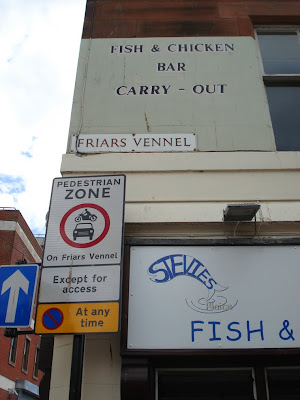 FISH & CHICKEN
BAR
CARRY - OUT
FRIARS VENNEL
PEDESTRIAN
ZONE
On Friars Vennel
Except for
access
At any
time
STEVIES
FISH &